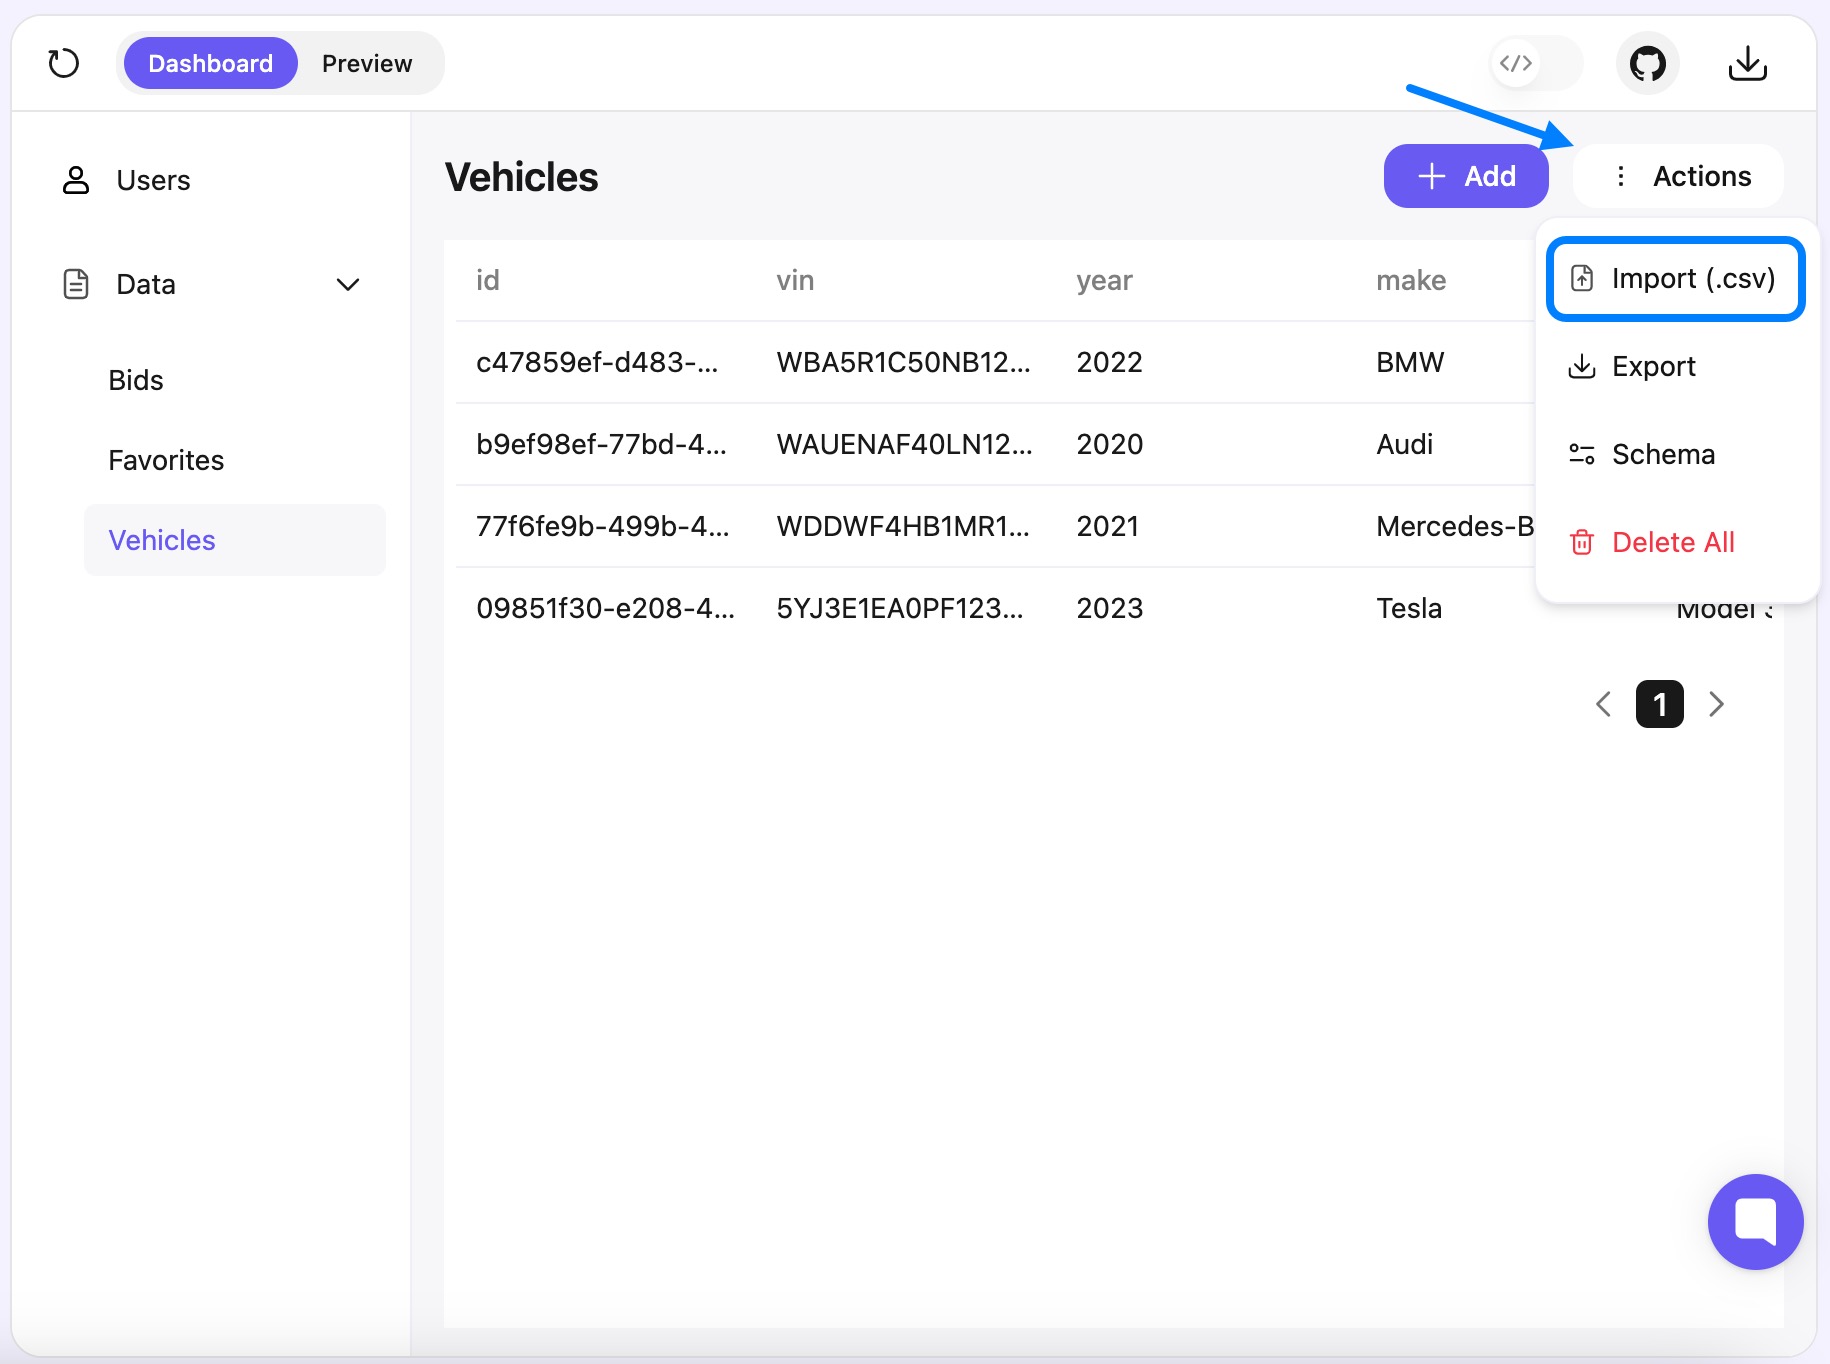 Dashboard Preview </>
Users
Vehicles
+ Add
Actions
Data
Bids
Favorites
Vehicles
id vin year make
c47859ef-d483-... WBA5R1C50NB12... 2022 BMW
b9ef98ef-77bd-4... WAUENAF40LN12... 2020 Audi
77f6fe9b-499b-4... WDDWF4HB1MR1... 2021 Mercedes-B
09851f30-e208-4... 5YJ3E1EA0PF123... 2023 Tesla Model
Import (.csv)
Export
Schema
Delete All
1